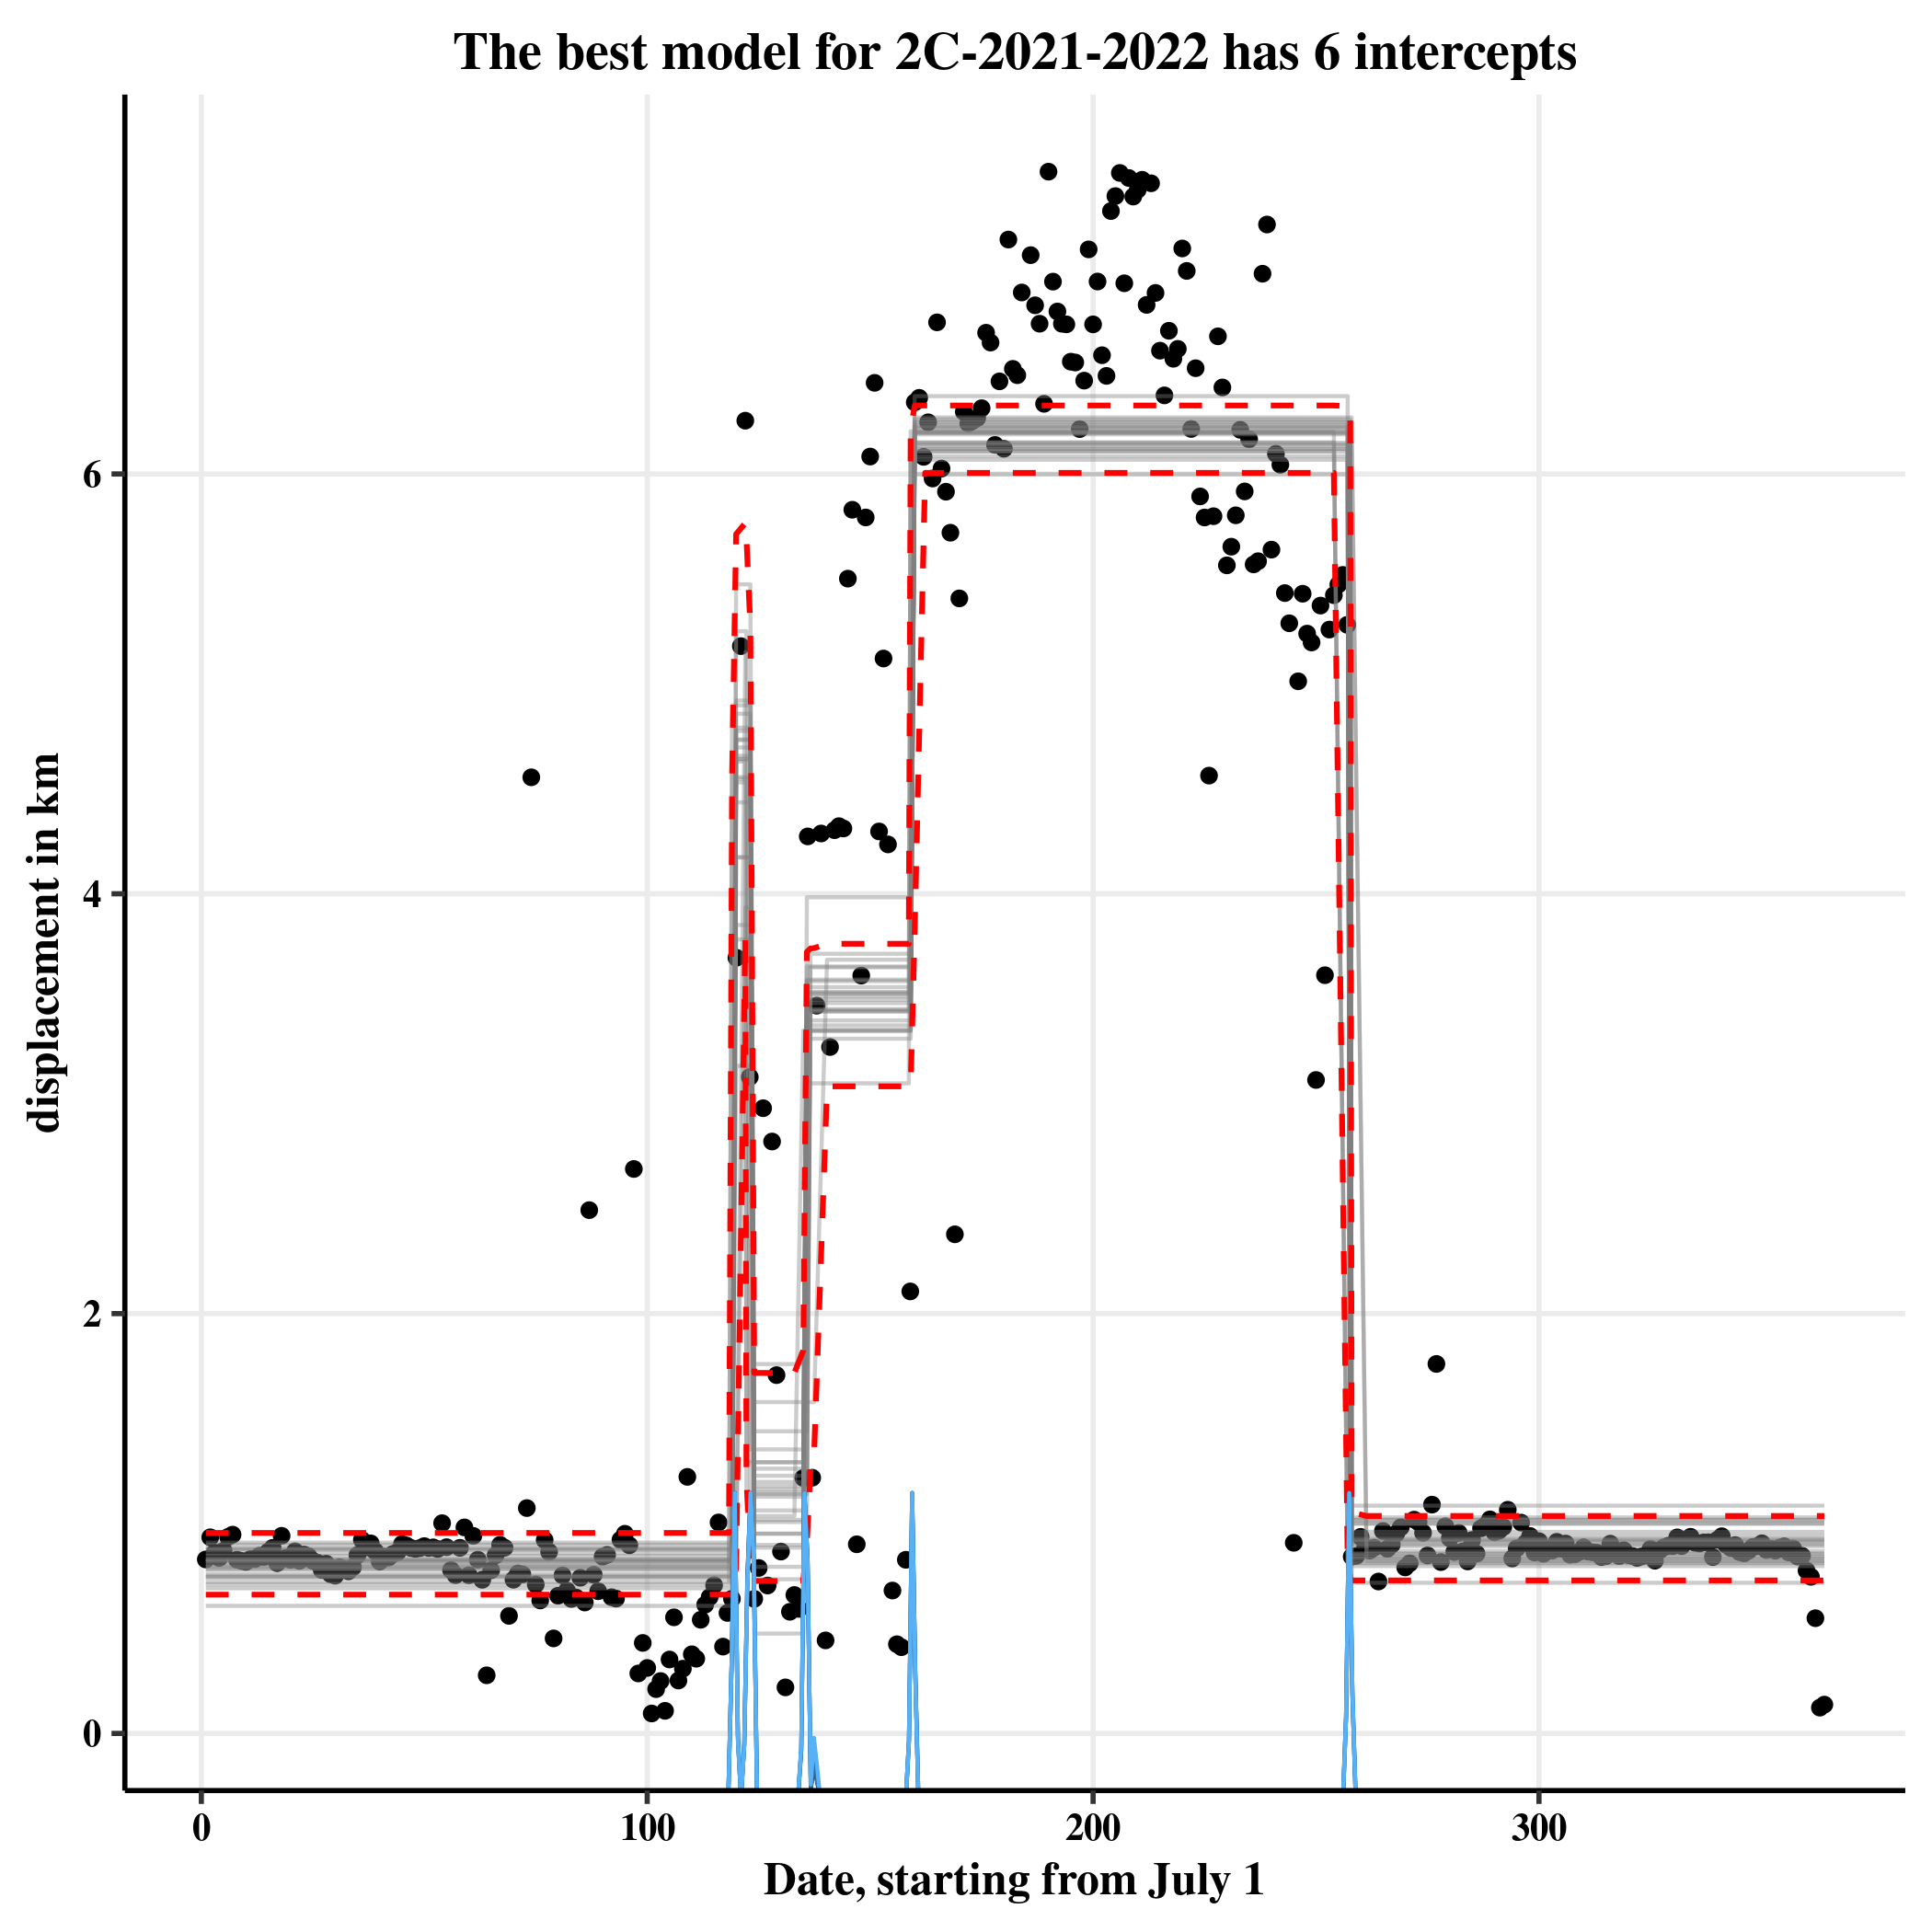 The best model for 2C-2021-2022 has 6 intercepts
displacement in km
6
4
2
0
0 100 200 300
Date, starting from July 1